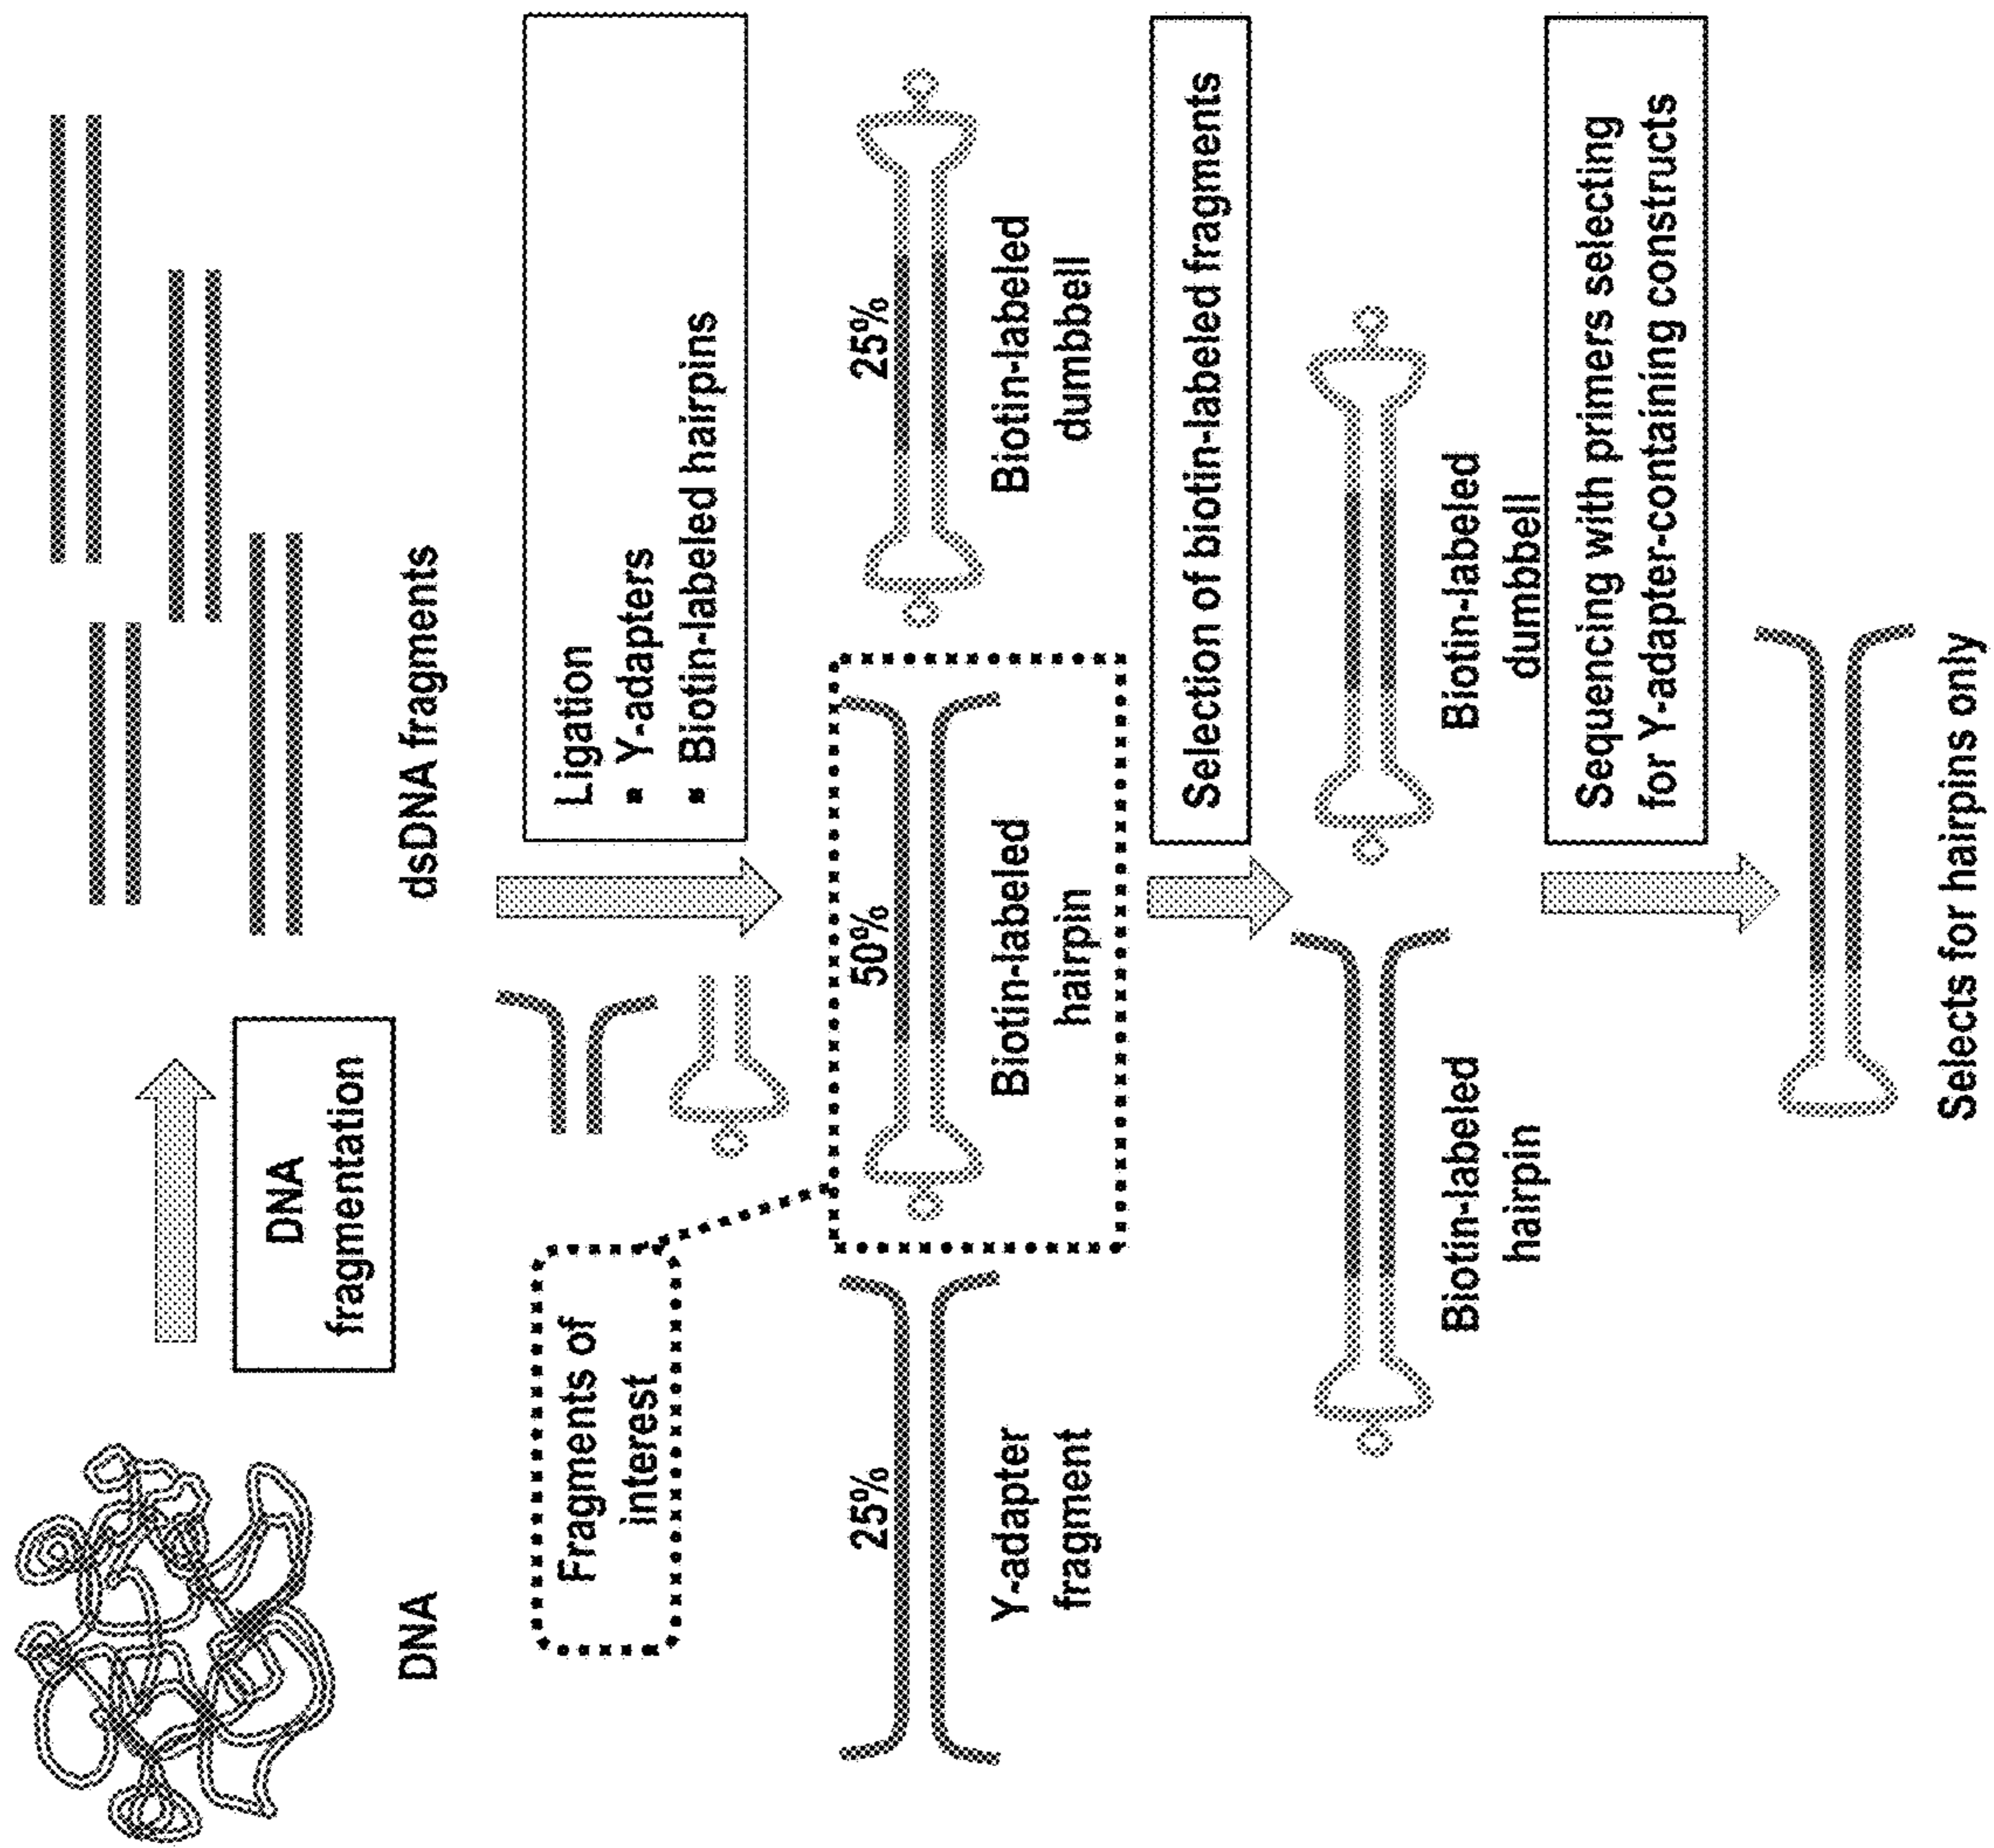 DNA
DNA
fragmentation
dsDNA fragments
Fragments of
interest
Ligation
▪ Y-adapters
▪ Biotin-labeled hairpins
25%
Y-adapter
fragment
50%
Biotin-labeled
hairpin
25%
Biotin-labeled
dumbbell
Selection of biotin-labeled fragments
Biotin-labeled
hairpin
Biotin-labeled
dumbbell
Sequencing with primers selecting
for Y-adapter-containing constructs
Selects for hairpins only